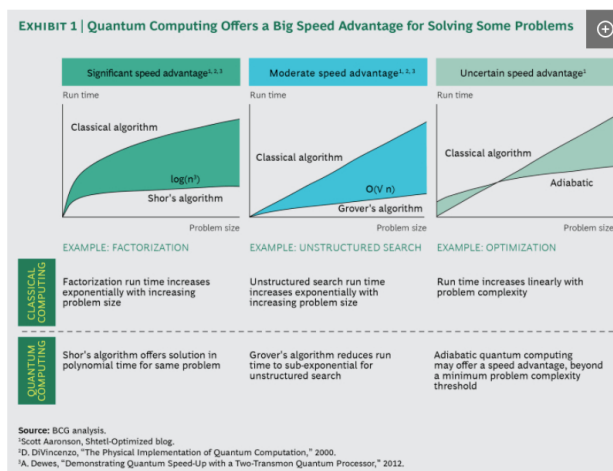 EXHIBIT 1 | Quantum Computing Offers a Big Speed Advantage for Solving Some Problems
Significant speed advantage¹,²,³
Run time
Classical algorithm
log(n³)
Shor's algorithm
Problem size
EXAMPLE: FACTORIZATION
Moderate speed advantage¹,²,³
Run time
Classical algorithm
O(√ n)
Grover's algorithm
Problem size
EXAMPLE: UNSTRUCTURED SEARCH
Uncertain speed advantage¹
Run time
Classical algorithm
Adiabatic
Problem size
EXAMPLE: OPTIMIZATION
CLASSICAL
COMPUTING
Factorization run time increases
exponentially with increasing
problem size
Unstructured search run time
increases exponentially with
increasing problem size
Run time increases linearly with
problem complexity
QUANTUM
COMPUTING
Shor's algorithm offers solution in
polynomial time for same problem
Grover's algorithm reduces run
time to sub-exponential for
unstructured search
Adiabatic quantum computing
may offer a speed advantage, beyond
a minimum problem complexity
threshold
Source: BCG analysis.
¹Scott Aaronson, Shtetl-Optimized blog.
²D. DiVincenzo, "The Physical Implementation of Quantum Computation," 2000.
³A. Dewes, "Demonstrating Quantum Speed-Up with a Two-Transmon Quantum Processor," 2012.